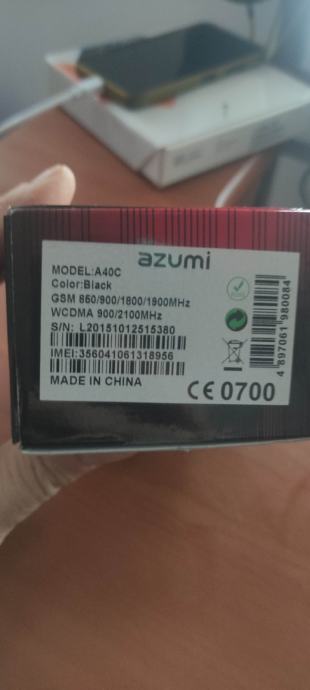 azumi
MODEL:A40C
Color:Black
GSM 850/900/1800/1900MHz
WCDMA 900/2100MHz
S/N: L20151012515380
IMEI:356041061318956
MADE IN CHINA
CE 0700
4 897061 980084